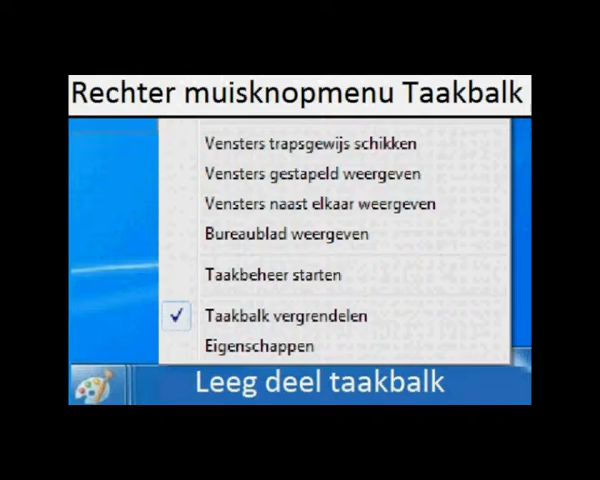 Rechter muisknopmenu Taakbalk
Vensters trapsgewijs schikken
Vensters gestapeld weergeven
Vensters naast elkaar weergeven
Bureaublad weergeven
Taakbeheer starten
Taakbalk vergrendelen
Eigenschappen
Leeg deel taakbalk